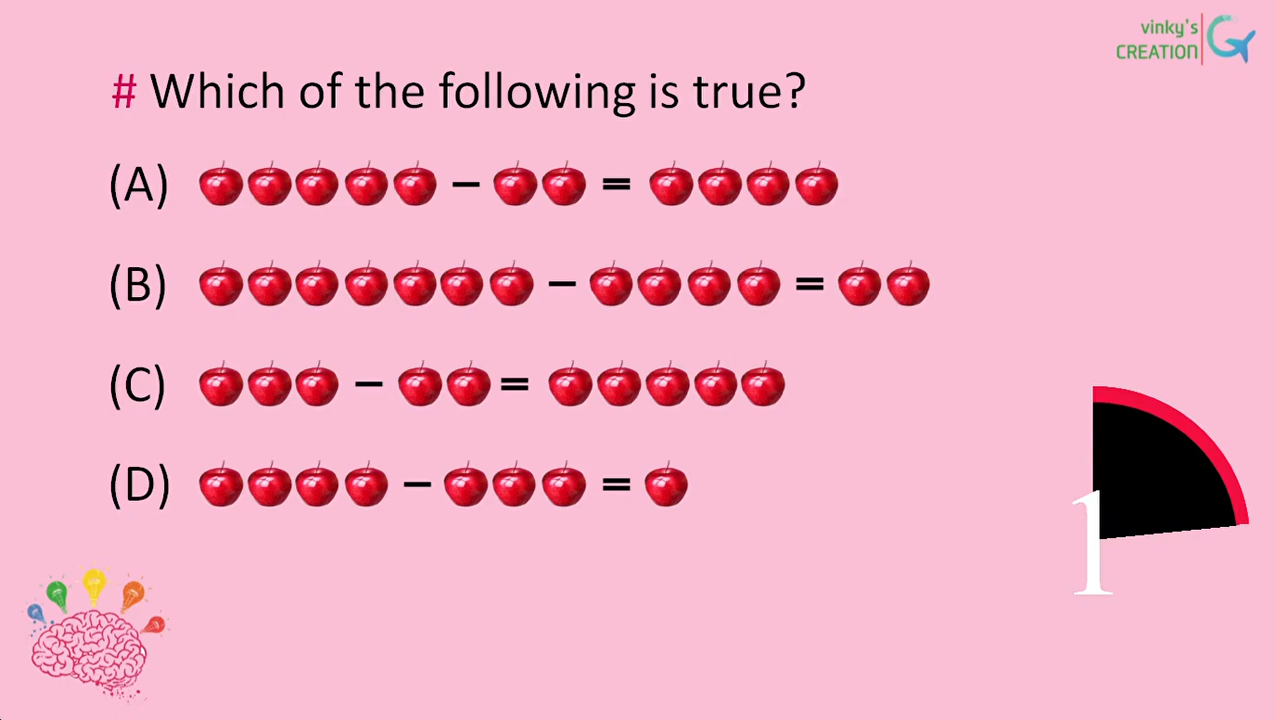 vinky's
CREATION
# Which of the following is true?
(A) − =
(B) − =
(C) − =
(D) − =
1